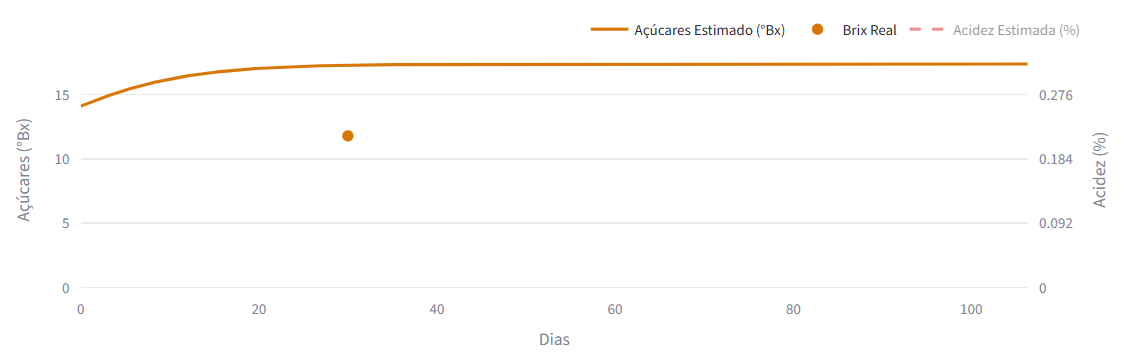 Açúcares Estimado (°Bx) Brix Real Acidez Estimada (%)
15 0.276
10 0.184
5 0.092
0 0
0 20 40 60 80 100
Açúcares (°Bx)
Acidez (%)
Dias